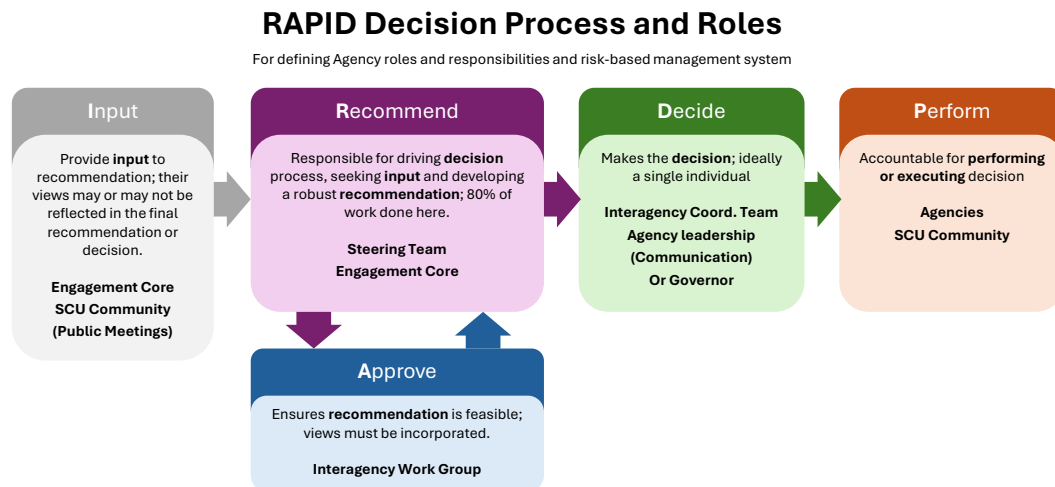 RAPID Decision Process and Roles
For defining Agency roles and responsibilities and risk-based management system
Input
Provide input to
recommendation; their
views may or may not be
reflected in the final
recommendation or
decision.
Engagement Core
SCU Community
(Public Meetings)
Recommend
Responsible for driving decision
process, seeking input and developing
a robust recommendation; 80% of
work done here.
Steering Team
Engagement Core
Approve
Ensures recommendation is feasible;
views must be incorporated.
Interagency Work Group
Decide
Makes the decision; ideally
a single individual
Interagency Coord. Team
Agency leadership
(Communication)
Or Governor
Perform
Accountable for performing
or executing decision
Agencies
SCU Community